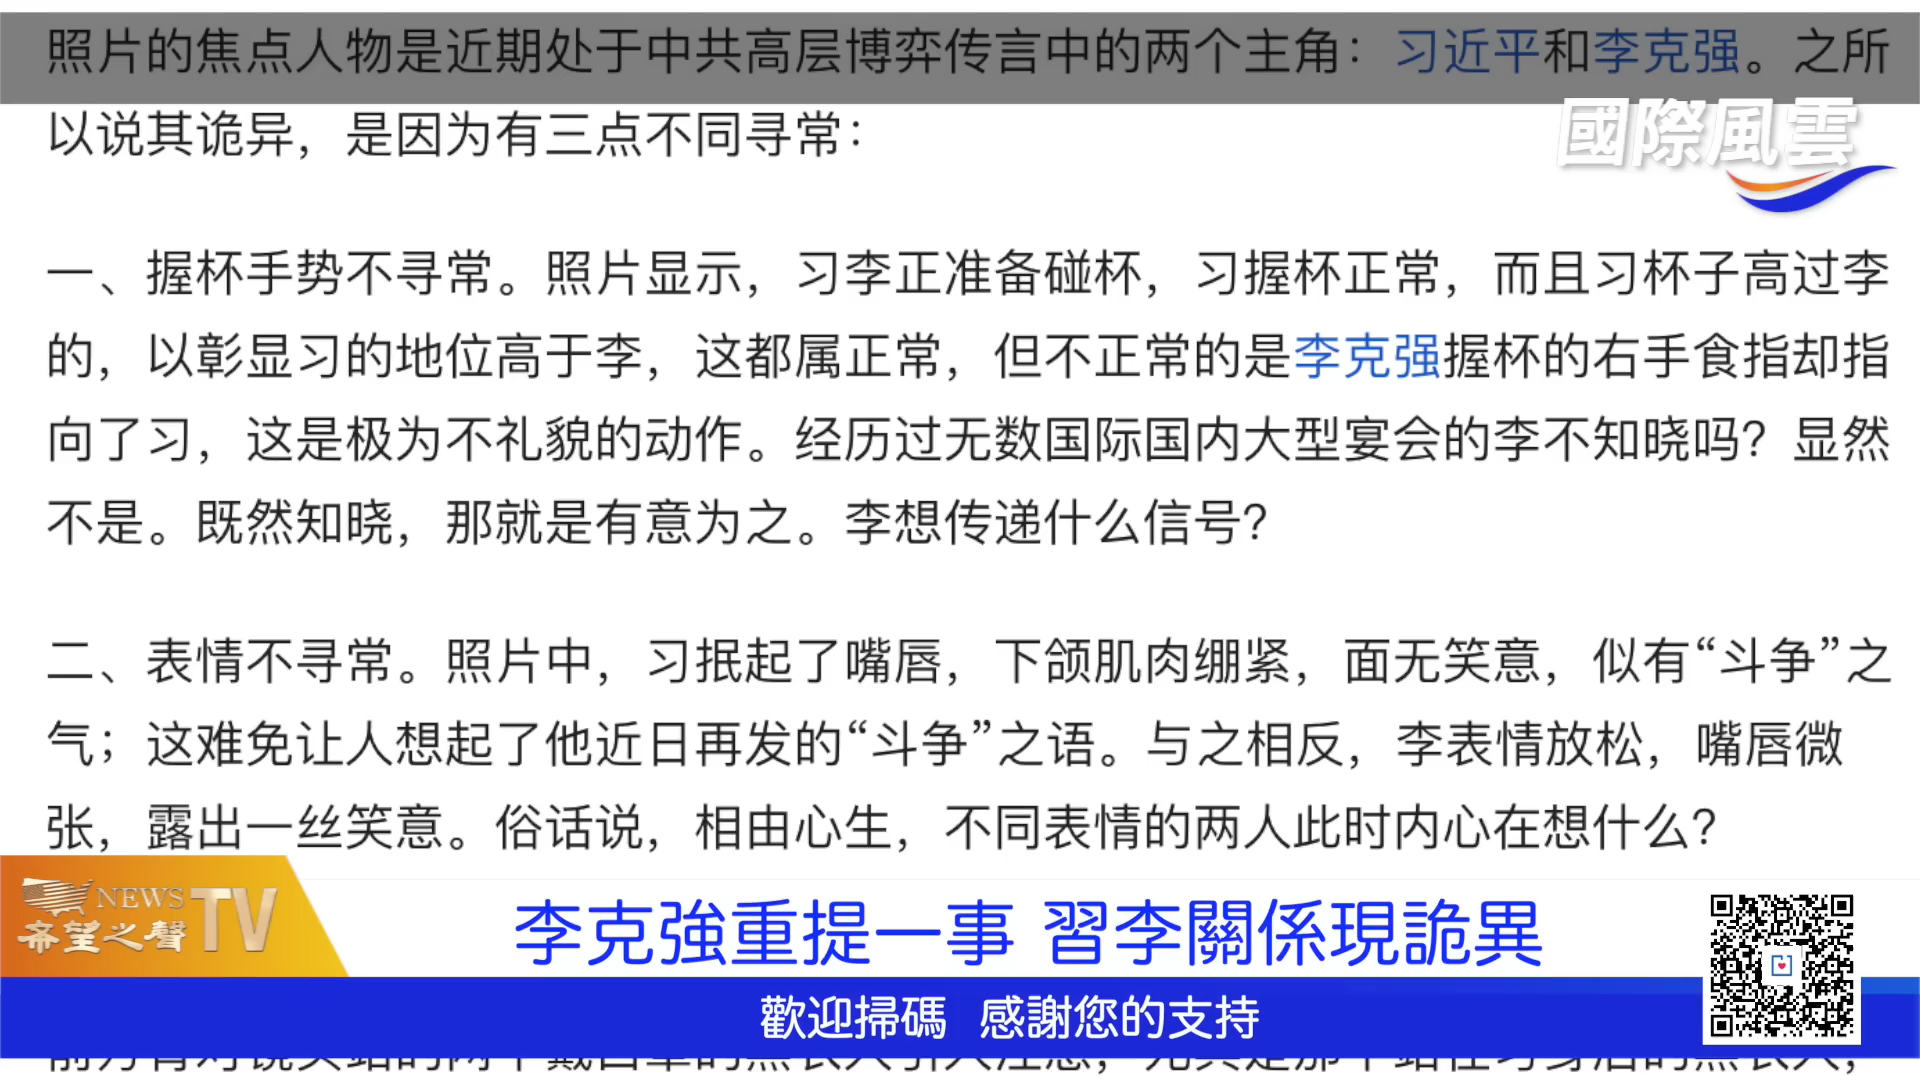 照片的焦点人物是近期处于中共高层博弈传言中的两个主角：习近平和李克强。之所
以说其诡异，是因为有三点不同寻常：
國際風雲
一、握杯手势不寻常。照片显示，习李正准备碰杯，习握杯正常，而且习杯子高过李
的，以彰显习的地位高于李，这都属正常，但不正常的是李克强握杯的右手食指却指
向了习，这是极为不礼貌的动作。经历过无数国际国内大型宴会的李不知晓吗？显然
不是。既然知晓，那就是有意为之。李想传递什么信号？
二、表情不寻常。照片中，习抿起了嘴唇，下颌肌肉绷紧，面无笑意，似有“斗争”之
气；这难免让人想起了他近日再发的“斗争”之语。与之相反，李表情放松，嘴唇微
张，露出一丝笑意。俗话说，相由心生，不同表情的两人此时内心在想什么？
NEWS
希望之聲TV
李克強重提一事 習李關係現詭異
歡迎掃碼 感謝您的支持